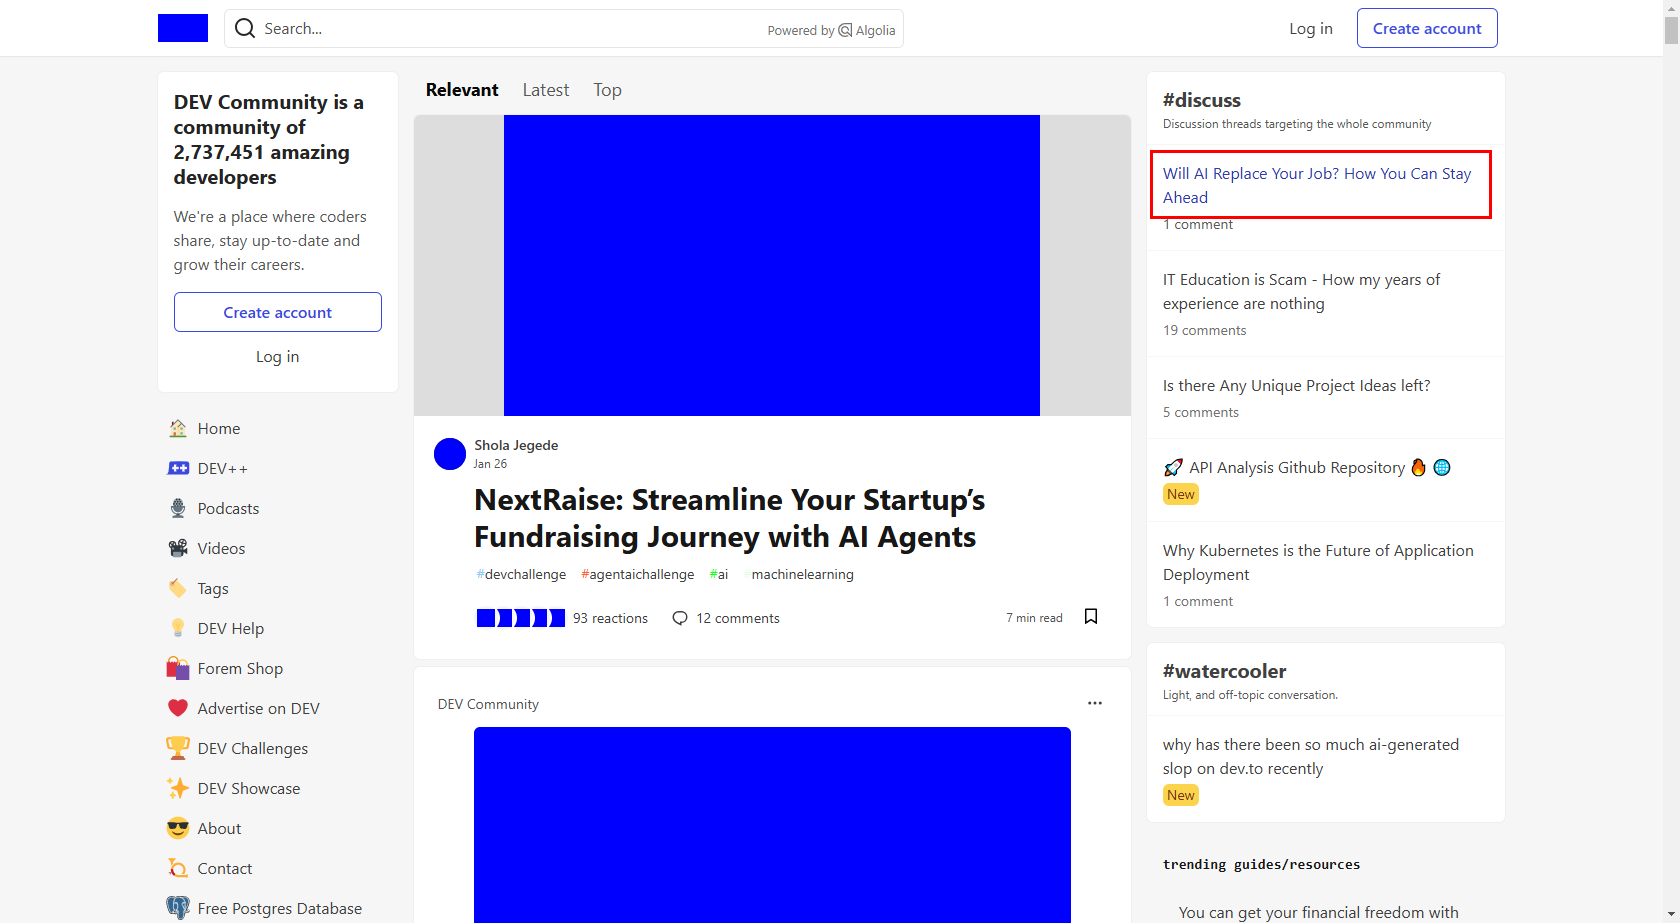 Search...
Powered by Algolia
Log in
Create account
DEV Community is a
community of
2,737,451 amazing
developers
We're a place where coders
share, stay up-to-date and
grow their careers.
Create account
Log in
Home
DEV++
Podcasts
Videos
Tags
DEV Help
Forem Shop
Advertise on DEV
DEV Challenges
DEV Showcase
About
Contact
Free Postgres Database
Relevant
Latest
Top
Shola Jegede
Jan 26
NextRaise: Streamline Your Startup’s
Fundraising Journey with AI Agents
#devchallenge #agentaichallenge #ai #machinelearning
93 reactions
12 comments
7 min read
DEV Community
#discuss
Discussion threads targeting the whole community
Will AI Replace Your Job? How You Can Stay
Ahead
1 comment
IT Education is Scam - How my years of
experience are nothing
19 comments
Is there Any Unique Project Ideas left?
5 comments
🚀 API Analysis Github Repository 🔥 🌐
New
Why Kubernetes is the Future of Application
Deployment
1 comment
#watercooler
Light, and off-topic conversation.
why has there been so much ai-generated
slop on dev.to recently
New
trending guides/resources
You can get your financial freedom with